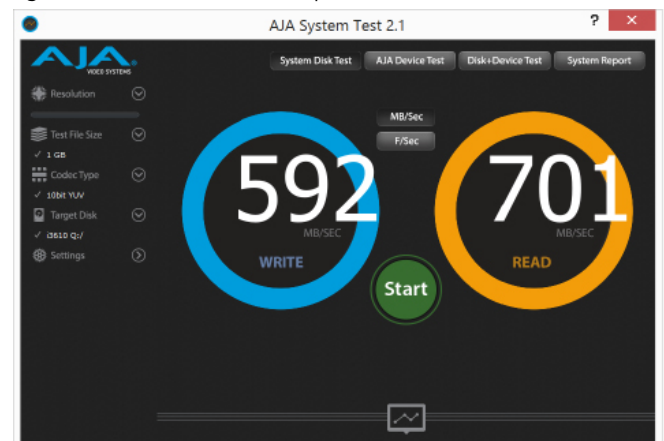 AJA System Test 2.1
?
AJA
VIDEO SYSTEMS
System Disk Test
AJA Device Test
Disk+Device Test
System Report
Resolution
Test File Size
1 GB
Codec Type
10bit YUV
Target Disk
i3610 Q:/
Settings
MB/Sec
F/Sec
592
MB/SEC
WRITE
701
MB/SEC
READ
Start